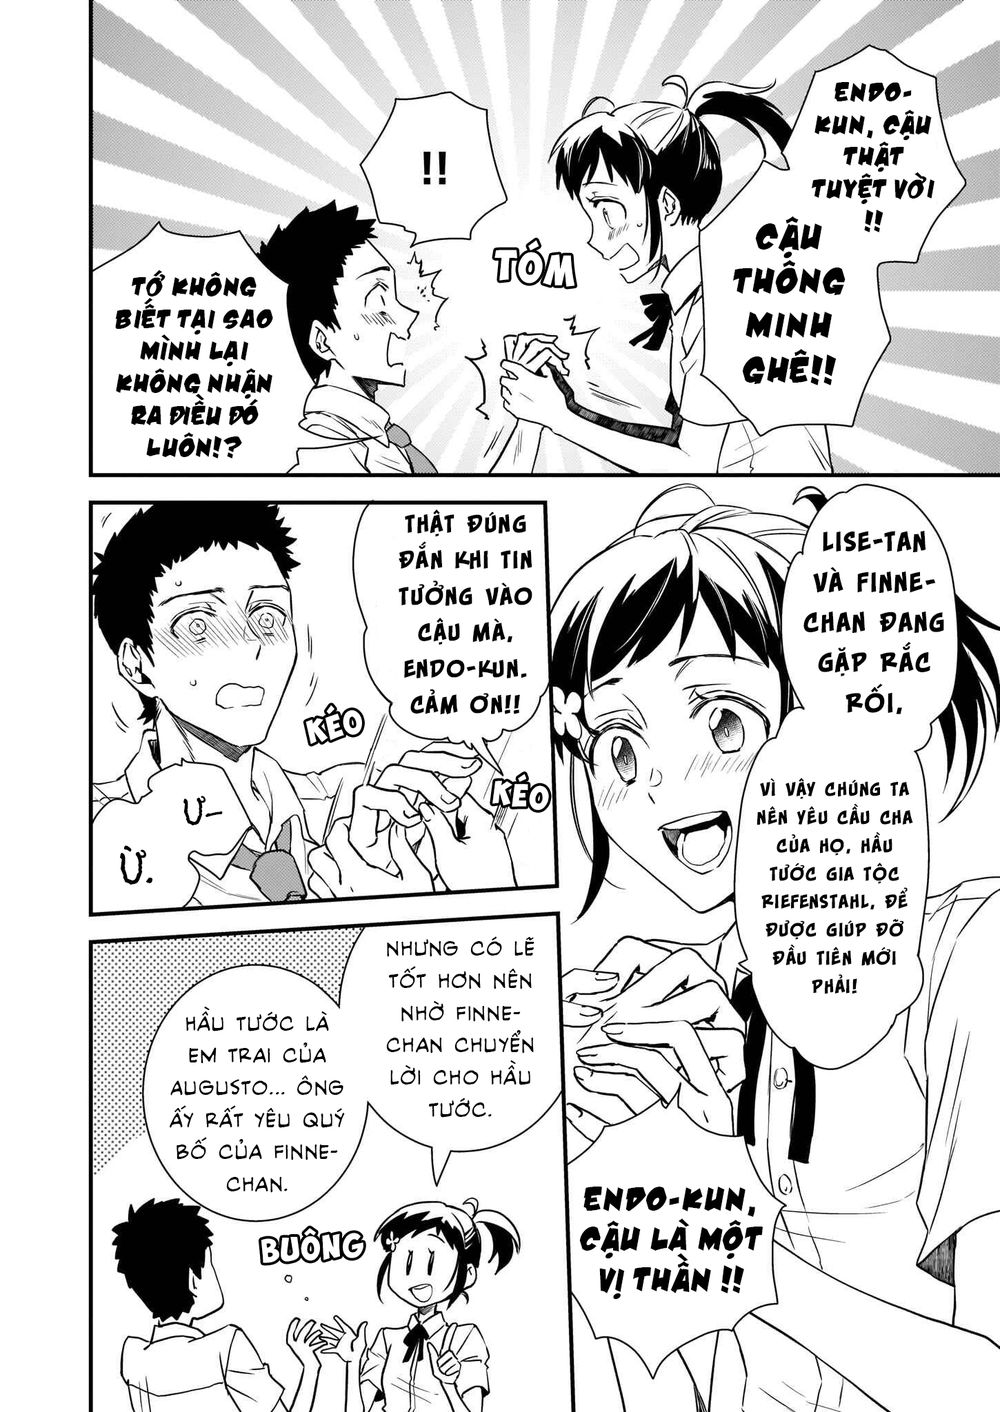 ENDO-
KUN, CẬU
THẬT
TUYỆT VỜI
!!
CẬU
THÔNG
MINH
GHÊ!!
!!
TÓM
TỚ KHÔNG
BIẾT TẠI SAO
MÌNH LẠI
KHÔNG NHẬN
RA ĐIỀU ĐÓ
LUÔN!?
LISE-TAN
VÀ FINNE-
CHAN ĐANG
GẶP RẮC
RỐI,
VÌ VẬY CHÚNG TA
NÊN YÊU CẦU CHA
CỦA HỌ, HẦU
TƯỚC GIA TỘC
RIEFENSTAHL, ĐỂ
ĐƯỢC GIÚP ĐỠ
ĐẦU TIÊN MỚI
PHẢI!
ENDO-KUN,
CẬU LÀ MỘT
VỊ THẦN !!
THẬT ĐÚNG
ĐẮN KHI TIN
TƯỞNG VÀO
CẬU MÀ,
ENDO-KUN.
CẢM ƠN!!
KÉO
KÉO
Ư-
Ừ.
NHƯNG CÓ LẼ
TỐT HƠN NÊN
NHỜ FINNE-
CHAN CHUYỂN
LỜI CHO HẦU
TƯỚC.
HẦU TƯỚC LÀ
EM TRAI CỦA
AUGUSTO... ÔNG
ẤY RẤT YÊU QUÝ
BỐ CỦA FINNE-
CHAN.
BUÔNG